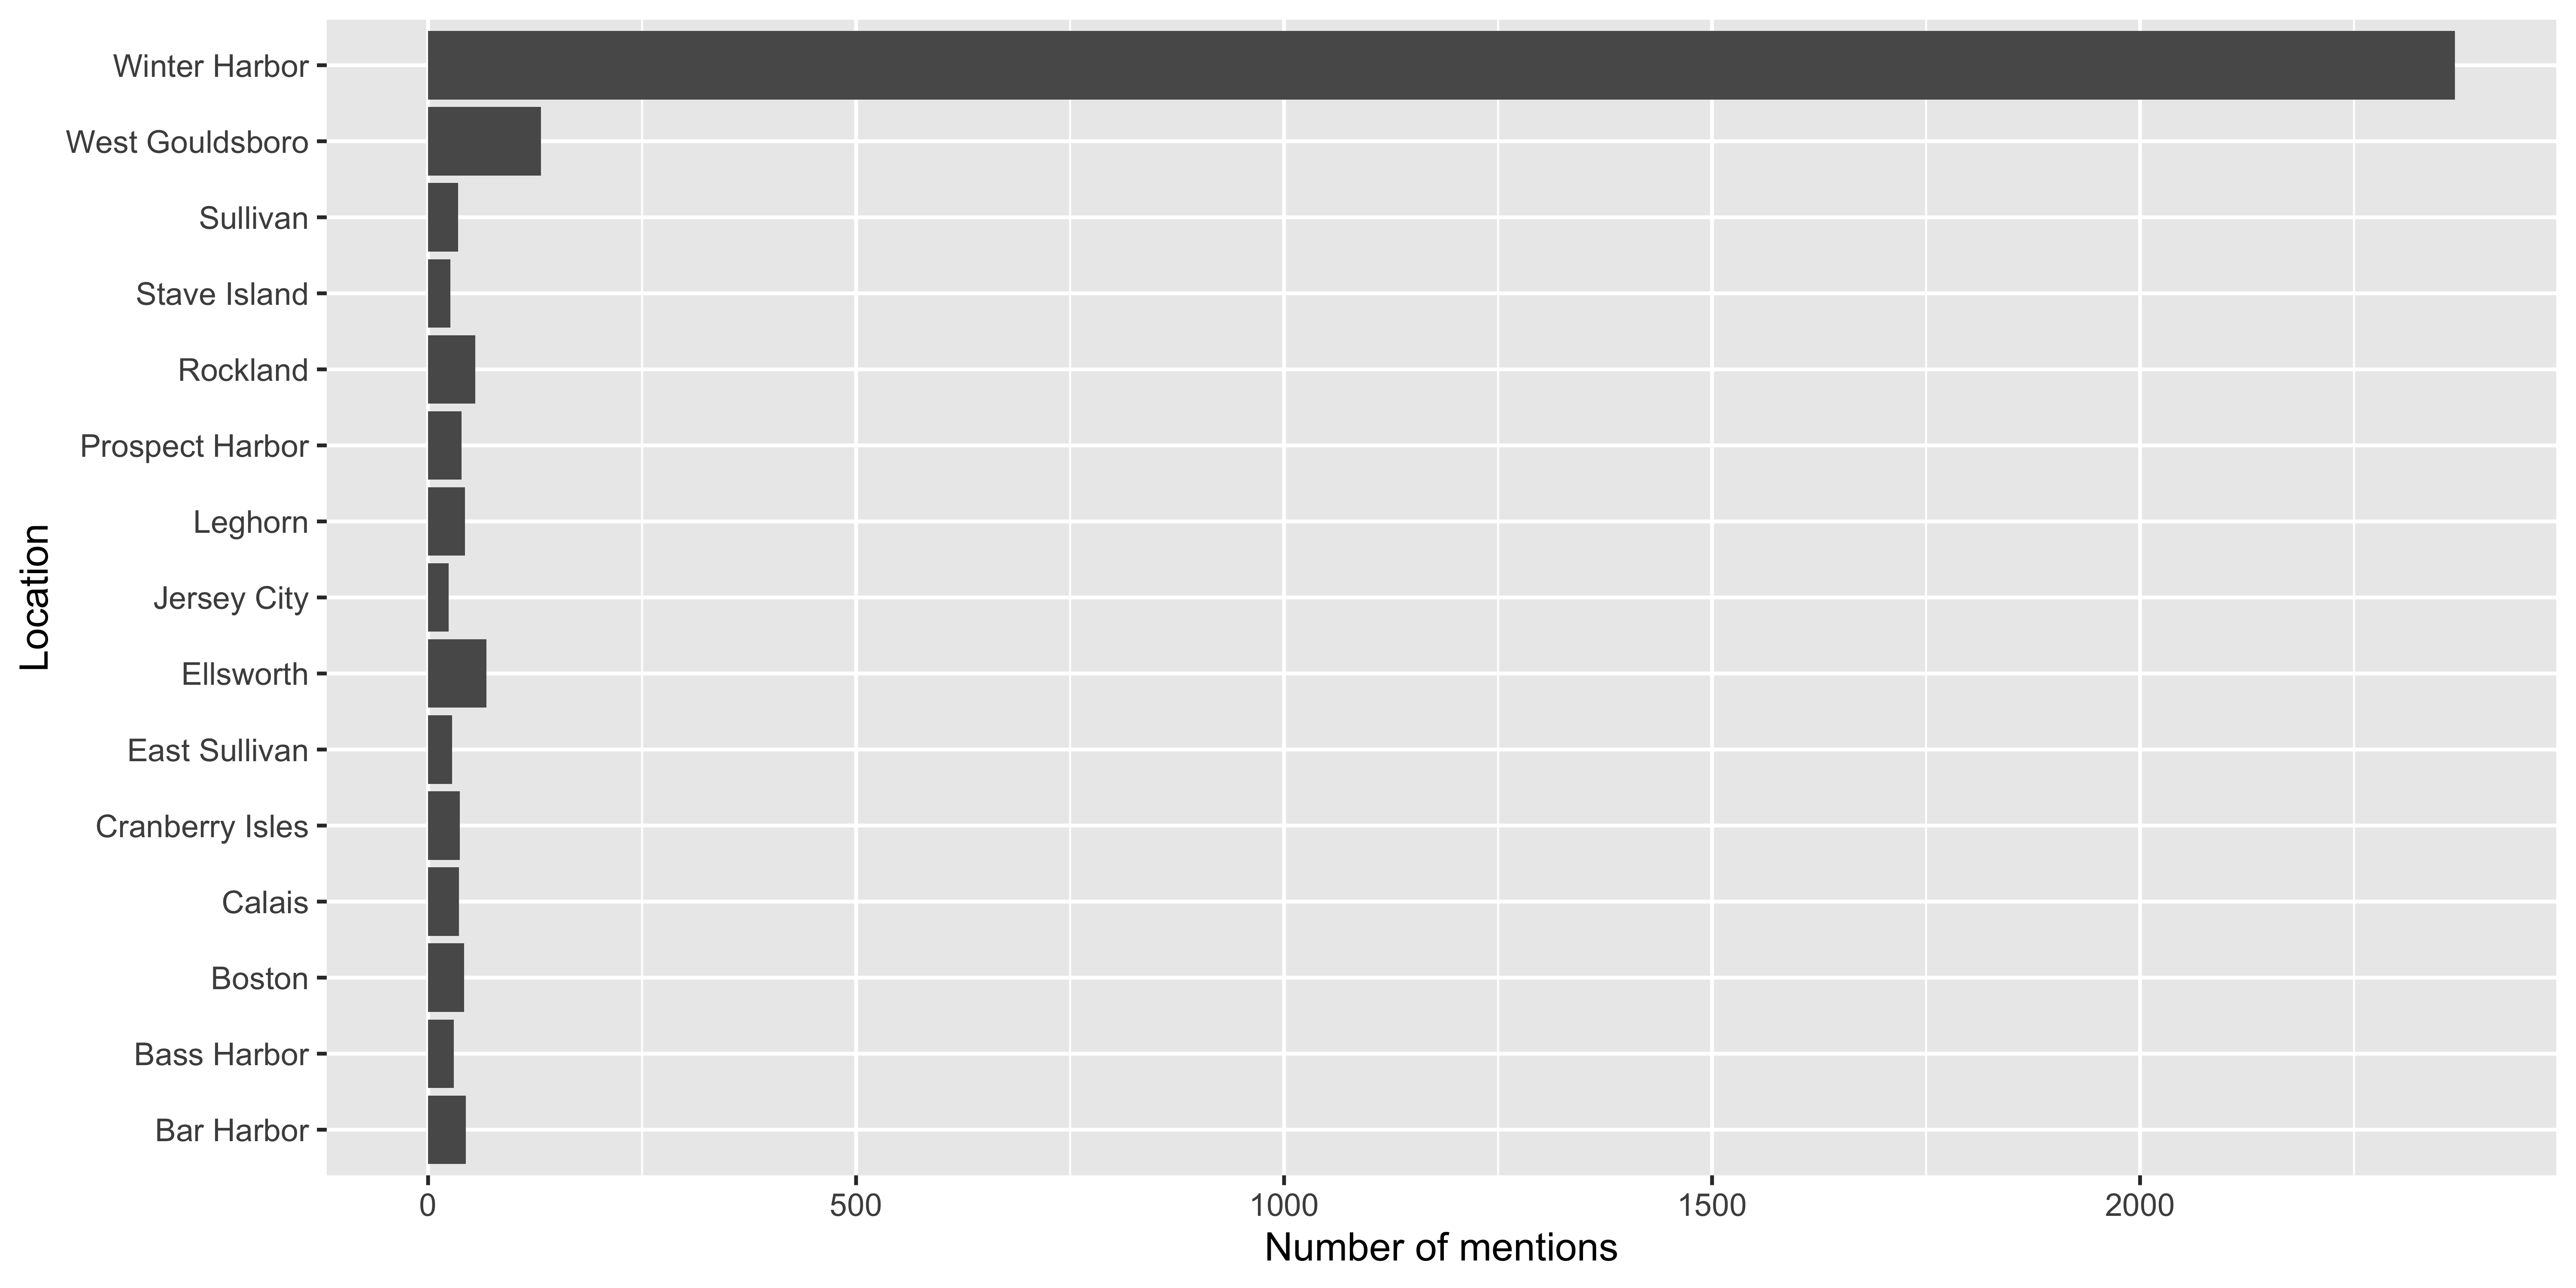 Winter Harbor
West Gouldsboro
Sullivan
Stave Island
Rockland
Prospect Harbor
Leghorn
Jersey City
Ellsworth
East Sullivan
Cranberry Isles
Calais
Boston
Bass Harbor
Bar Harbor
Location
0 500 1000 1500 2000
Number of mentions